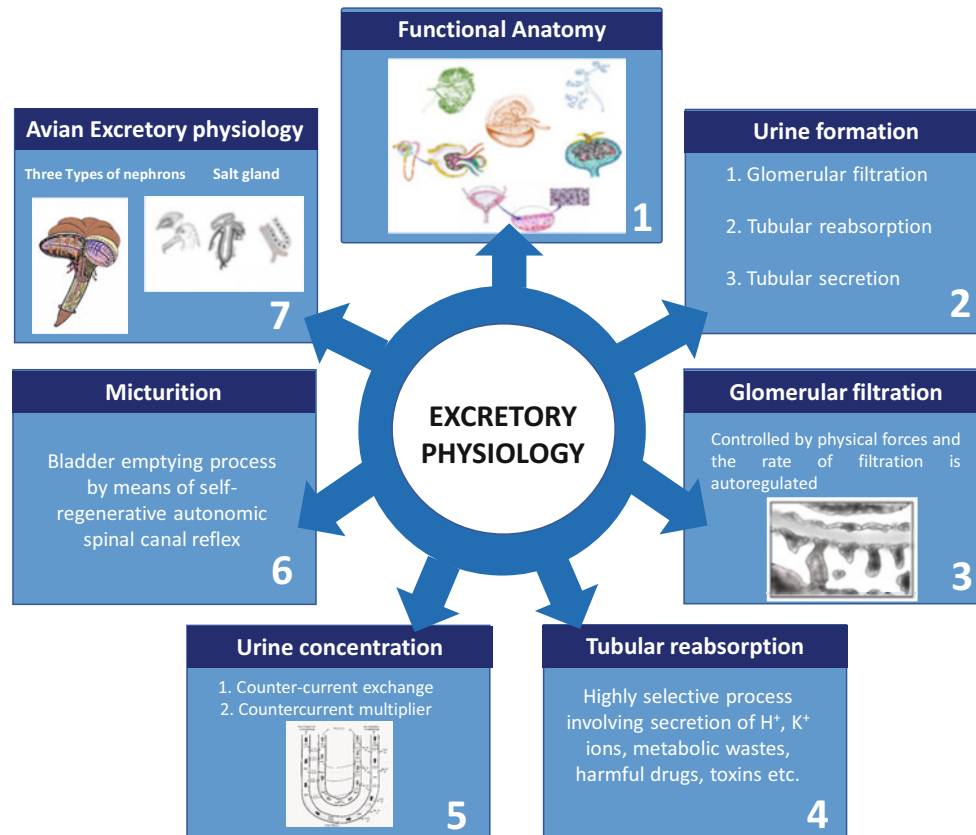 Functional Anatomy
1
Urine formation
1. Glomerular filtration
2. Tubular reabsorption
3. Tubular secretion
2
Glomerular filtration
Controlled by physical forces and
the rate of filtration is
autoregulated
3
Tubular reabsorption
Highly selective process
involving secretion of H⁺, K⁺
ions, metabolic wastes,
harmful drugs, toxins etc.
4
Urine concentration
1. Counter-current exchange
2. Countercurrent multiplier
5
Micturition
Bladder emptying process
by means of self-
regenerative autonomic
spinal canal reflex
6
Avian Excretory physiology
Three Types of nephrons
Salt gland
7
EXCRETORY
PHYSIOLOGY